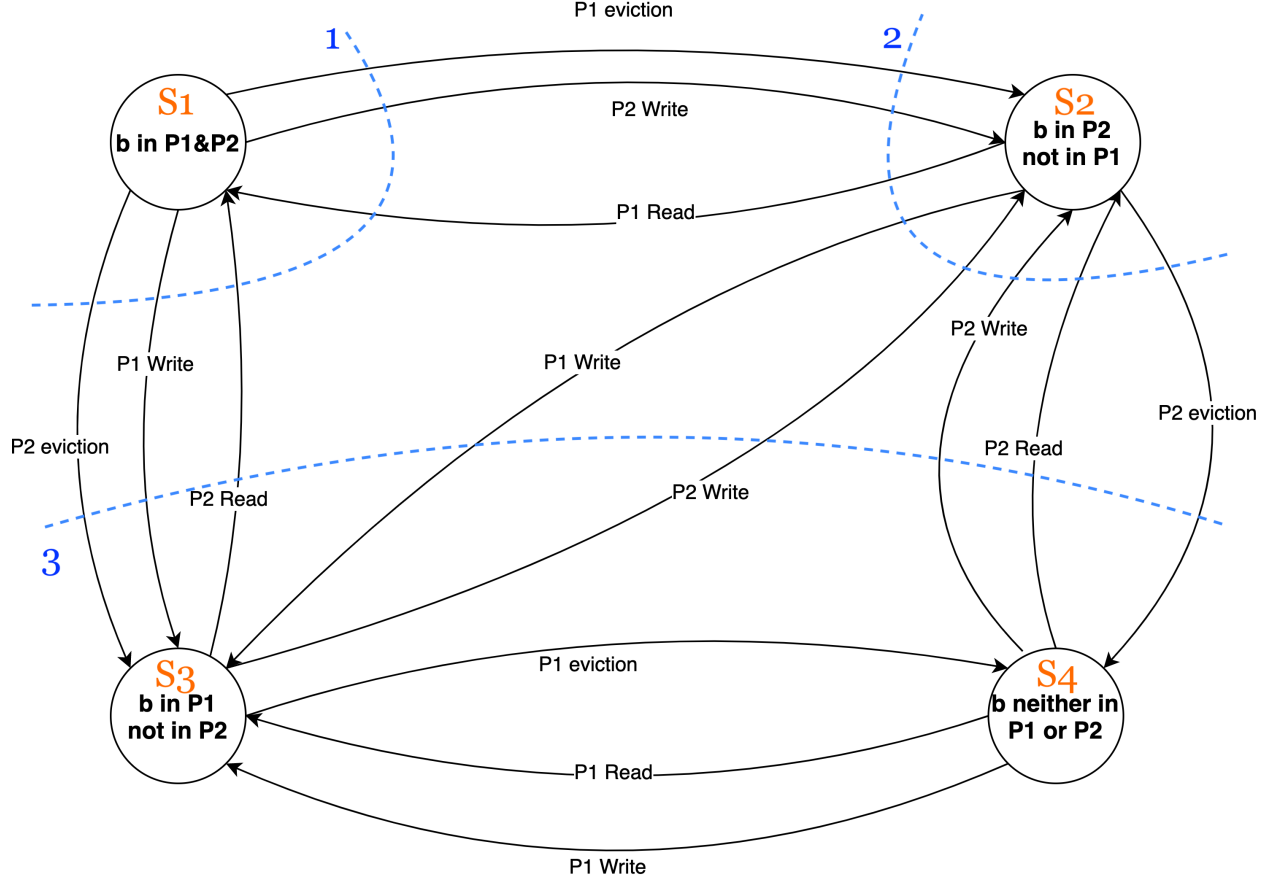 P1 eviction
1
2
S1
b in P1&P2
P2 Write
S2
b in P2
not in P1
P1 Read
P2 Write
P1 Write
P1 Write
P2 eviction
P2 eviction
P2 Read
P2 Read
P2 Write
3
P1 eviction
S3
b in P1
not in P2
S4
b neither in
P1 or P2
P1 Read
P1 Write